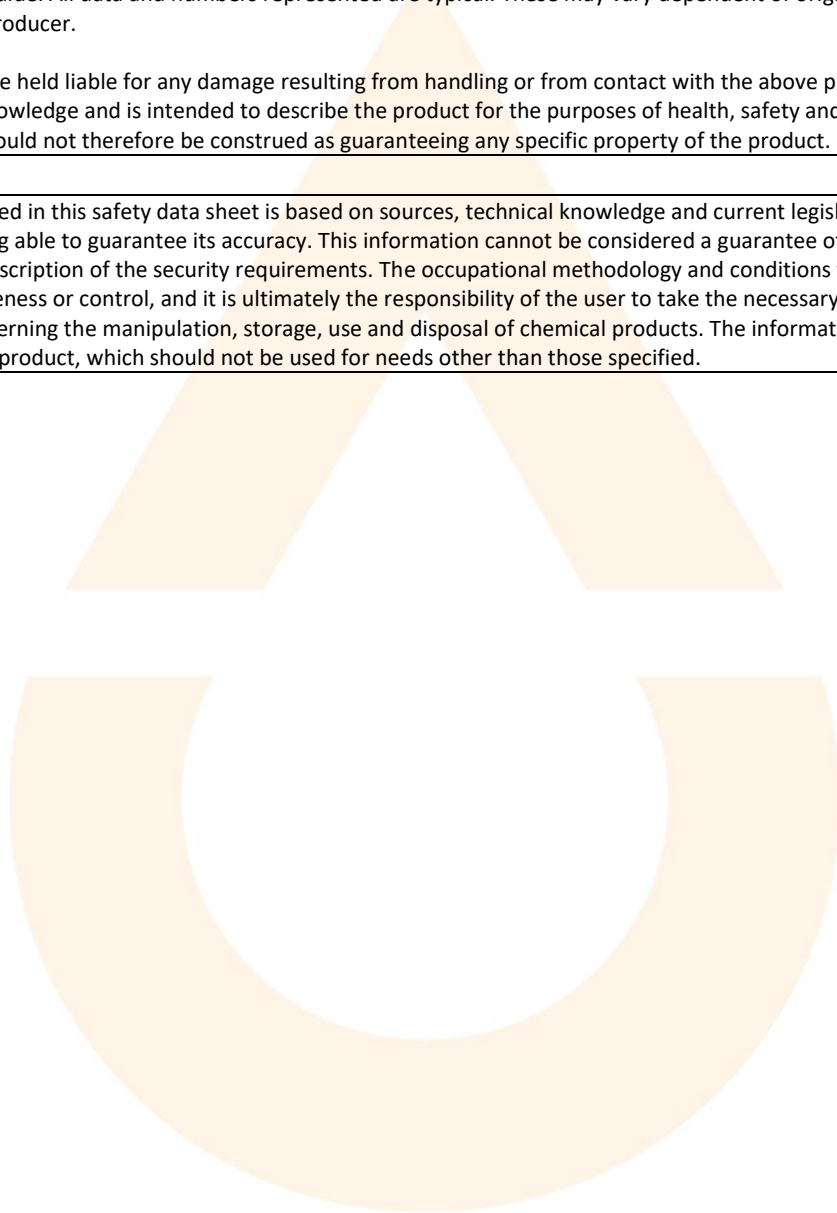 All data and numbers represented are typical. These may vary dependent of
roducer.
e held liable for any damage resulting from handling or from contact with the above p
owledge and is intended to describe the product for the purposes of health, safety and
ould not therefore be construed as guaranteeing any specific property of the product.
ed in this safety data sheet is based on sources, technical knowledge and current legisl
g able to guarantee its accuracy. This information cannot be considered a guarantee of
scription of the security requirements. The occupational methodology and conditions
eness or control, and it is ultimately the responsibility of the user to take the necessary
erning the manipulation, storage, use and disposal of chemical products. The informat
product, which should not be used for needs other than those specified.